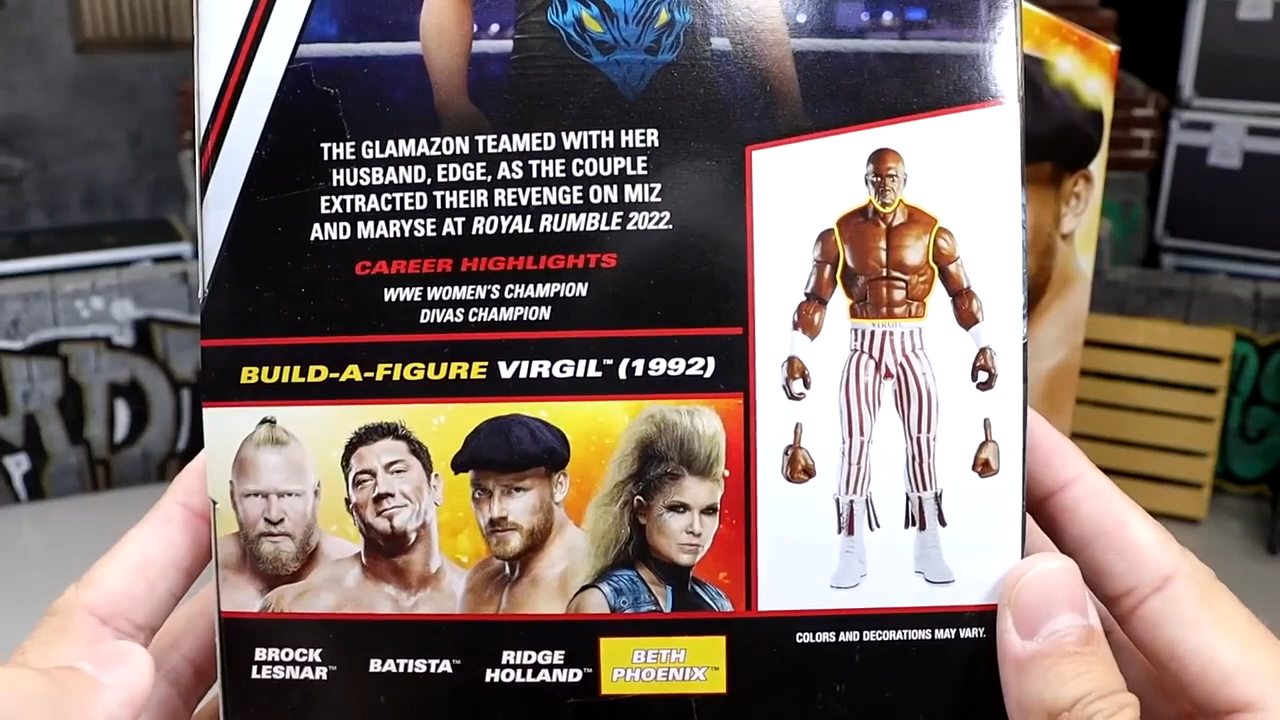 THE GLAMAZON TEAMED WITH HER
HUSBAND, EDGE, AS THE COUPLE
EXTRACTED THEIR REVENGE ON MIZ
AND MARYSE AT ROYAL RUMBLE 2022.
CAREER HIGHLIGHTS
WWE WOMEN'S CHAMPION
DIVAS CHAMPION
BUILD-A-FIGURE VIRGIL™ (1992)
VIRGIL
COLORS AND DECORATIONS MAY VARY.
BROCK
LESNAR™
BATISTA™
RIDGE
HOLLAND™
BETH
PHOENIX™